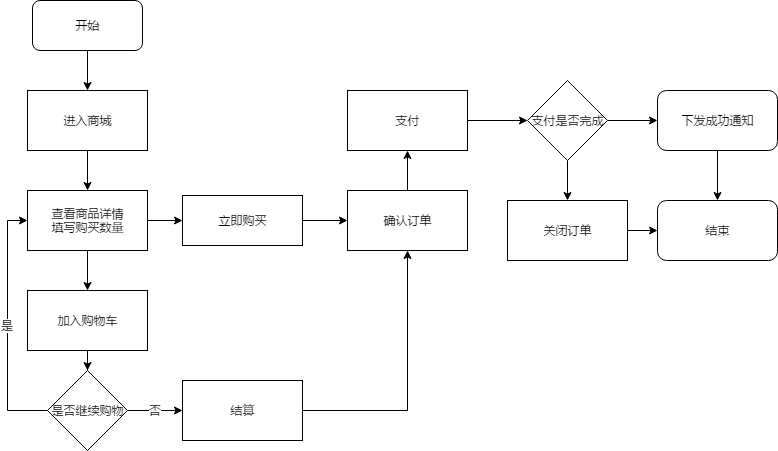 开始
进入商城
查看商品详情
填写购买数量
立即购买
确认订单
支付
支付是否完成
下发成功通知
关闭订单
结束
加入购物车
是
是否继续购物
否
结算